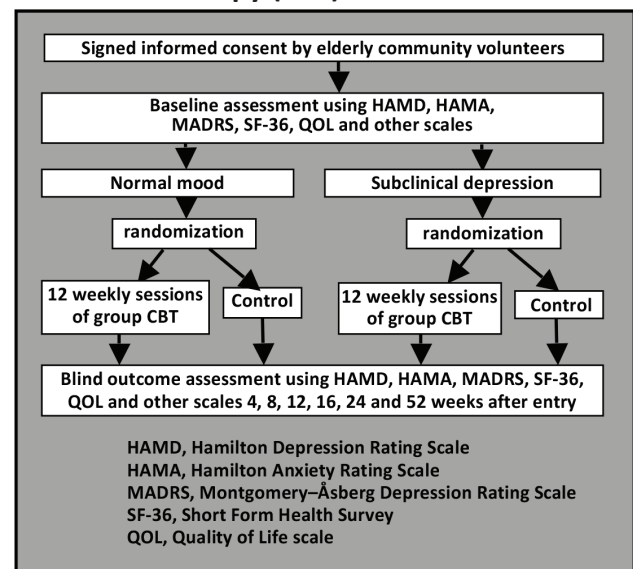 Signed informed consent by elderly community volunteers
Baseline assessment using HAMD, HAMA,
MADRS, SF-36, QOL and other scales
Normal mood
Subclinical depression
randomization
randomization
12 weekly sessions
of group CBT
Control
12 weekly sessions
of group CBT
Control
Blind outcome assessment using HAMD, HAMA, MADRS, SF-36,
QOL and other scales 4, 8, 12, 16, 24 and 52 weeks after entry
HAMD, Hamilton Depression Rating Scale
HAMA, Hamilton Anxiety Rating Scale
MADRS, Montgomery–Åsberg Depression Rating Scale
SF-36, Short Form Health Survey
QOL, Quality of Life scale